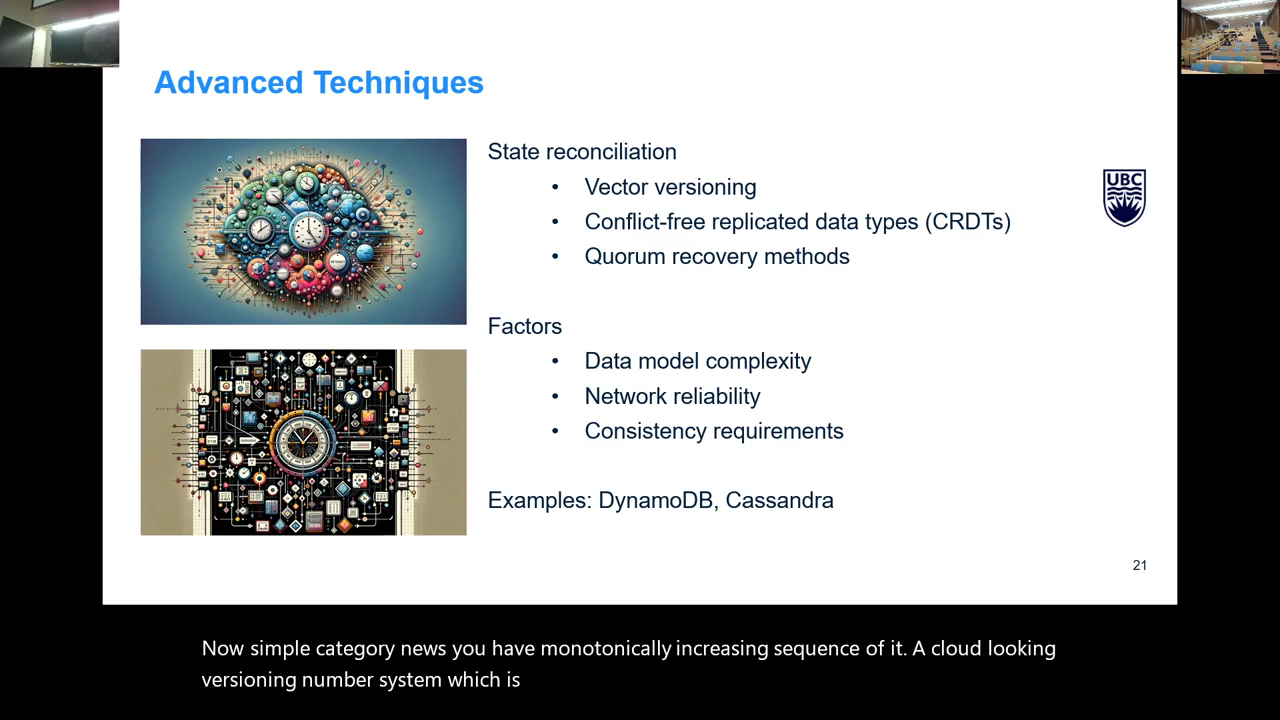 Advanced Techniques
State reconciliation
• Vector versioning
• Conflict-free replicated data types (CRDTs)
• Quorum recovery methods
UBC
Factors
• Data model complexity
• Network reliability
• Consistency requirements
Examples: DynamoDB, Cassandra
21
Now simple category news you have monotonically increasing sequence of it. A cloud looking
versioning number system which is